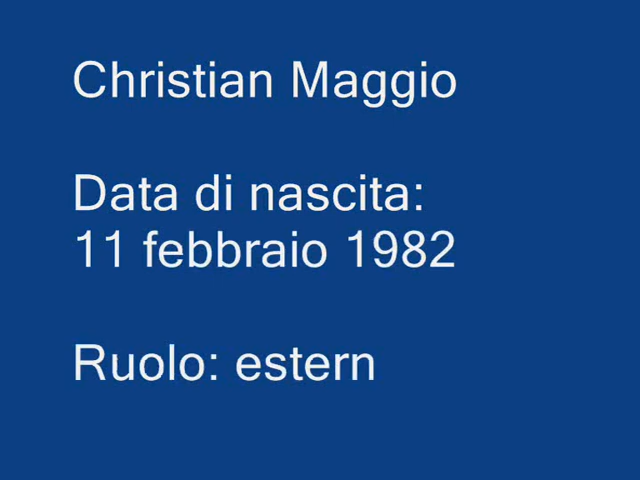 Christian Maggio
Data di nascita:
11 febbraio 1982
Ruolo: estern